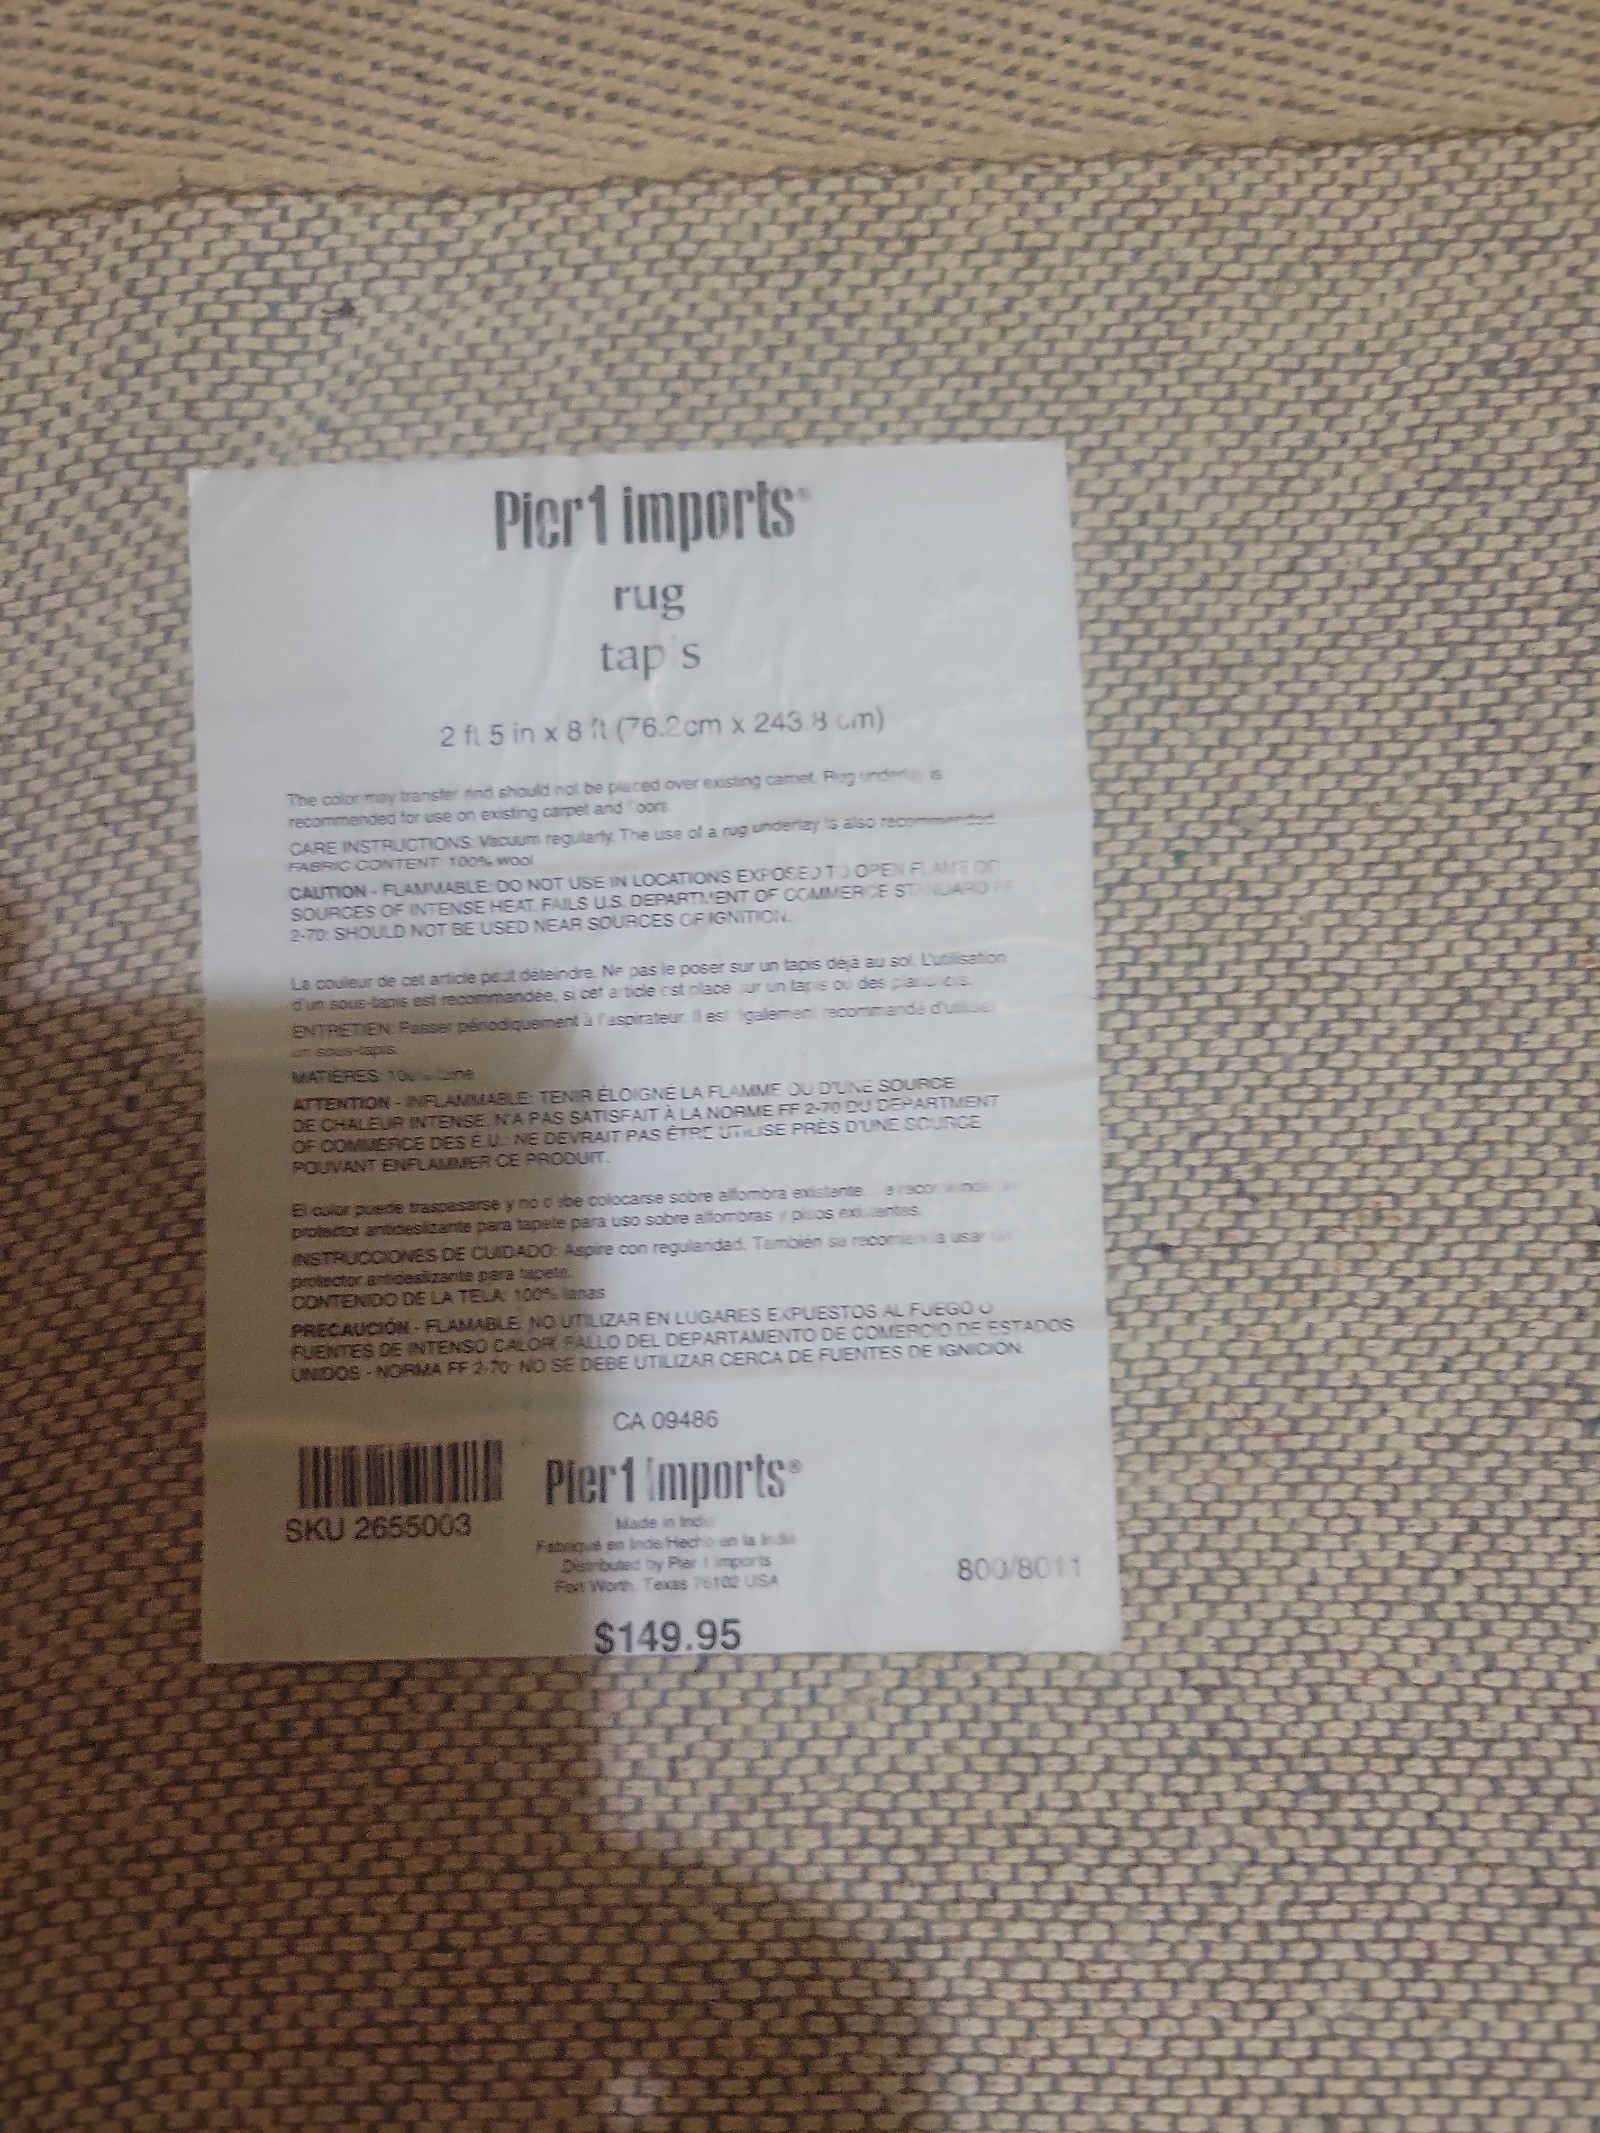 Pier1 imports®
rug
tapis
2 ft 5 in x 8 ft (76.2cm x 243.8 cm)
The color may transfer and should not be placed over existing carpet. Rug underlay is
recommended for use on existing carpet and floors
CARE INSTRUCTIONS: Vacuum regularly. The use of a rug underlay is also recommended.
FABRIC CONTENT: 100% wool
CAUTION - FLAMMABLE: DO NOT USE IN LOCATIONS EXPOSED TO OPEN FLAME OR
SOURCES OF INTENSE HEAT. FAILS U.S. DEPARTMENT OF COMMERCE STANDARD FF
2-70: SHOULD NOT BE USED NEAR SOURCES OF IGNITION.
La couleur de cet article peut déteindre. Ne pas le poser sur un tapis déjà au sol. L'utilisation
d'un sous-tapis est recommandée, si cet article est placé sur un tapis ou des planchers.
ENTRETIEN: Passer périodiquement à l'aspirateur. Il est également recommandé d'utiliser
un sous-tapis.
MATIÈRES: 100% laine
ATTENTION - INFLAMMABLE: TENIR ÉLOIGNÉ LA FLAMME OU D'UNE SOURCE
DE CHALEUR INTENSE. N'A PAS SATISFAIT À LA NORME FF 2-70 DU DEPARTMENT
OF COMMERCE DES É.U.: NE DEVRAIT PAS ÊTRE UTILISE PRÈS D'UNE SOURCE
POUVANT ENFLAMMER CE PRODUIT.
El color puede traspasarse y no debe colocarse sobre alfombra existente. Se recomienda un
protector antideslizante para tapete para uso sobre alfombras y pisos existentes.
INSTRUCCIONES DE CUIDADO: Aspire con regularidad. También se recomienda usar un
protector antideslizante para tapete.
CONTENIDO DE LA TELA: 100% lanas
PRECAUCIÓN - FLAMABLE. NO UTILIZAR EN LUGARES EXPUESTOS AL FUEGO O
FUENTES DE INTENSO CALOR. FALLO DEL DEPARTAMENTO DE COMERCIO DE ESTADOS
UNIDOS - NORMA FF 2-70: NO SE DEBE UTILIZAR CERCA DE FUENTES DE IGNICIÓN.
CA 09486
Pier1 imports®
SKU 2655003
Made in India
Fabriqué en Inde/Hecho en la India
Distributed by Pier 1 imports
Fort Worth, Texas 76102 USA
800/8011
$149.95